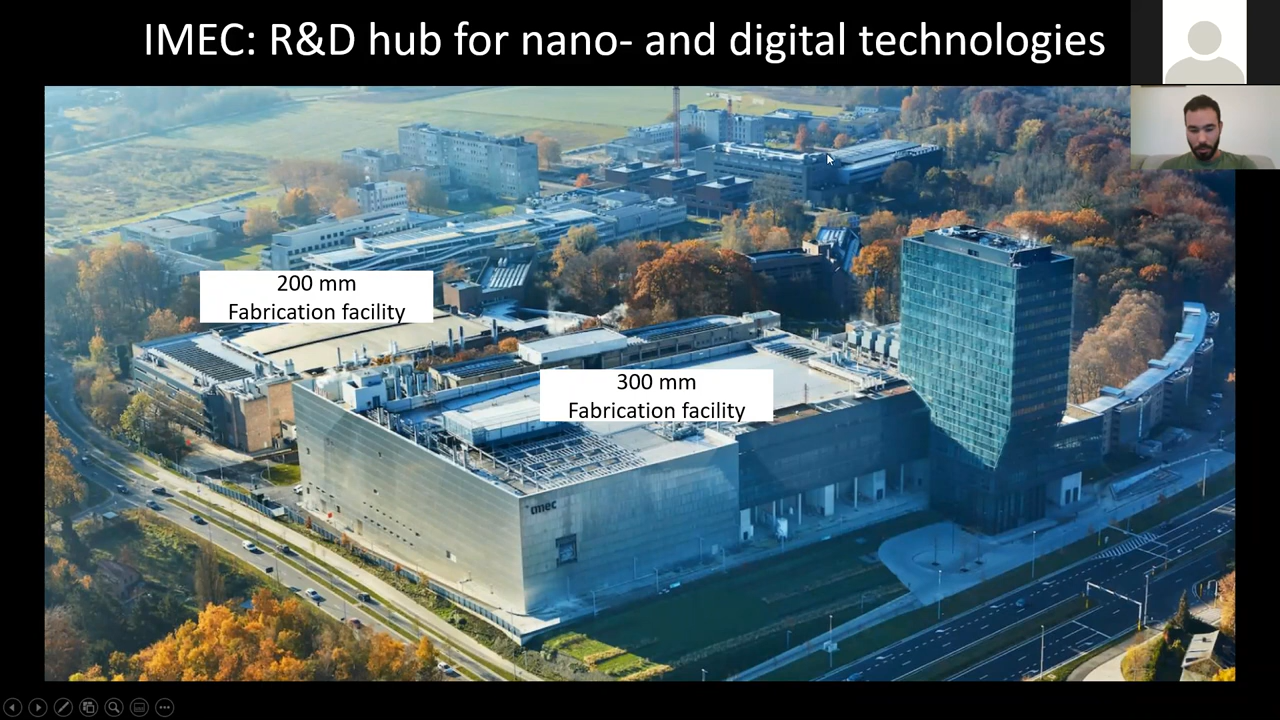 IMEC: R&D hub for nano- and digital technologies
200 mm
Fabrication facility
300 mm
Fabrication facility
imec